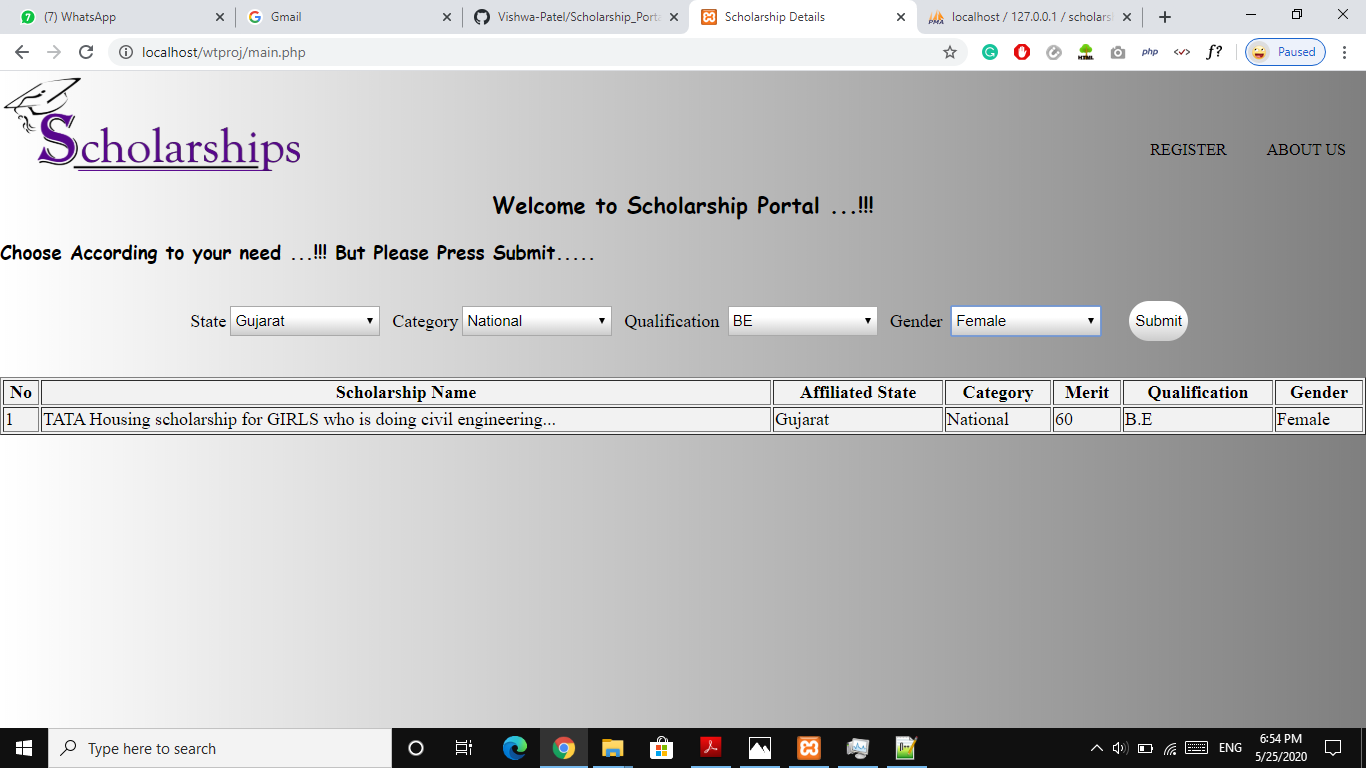 (7) WhatsApp Gmail Vishwa-Patel/Scholarship_Porta Scholarship Details localhost / 127.0.0.1 / scholars
PMA
localhost/wtproj/main.php HTML php f? Paused
Scholarships
REGISTER ABOUT US
Welcome to Scholarship Portal ...!!!
Choose According to your need ...!!! But Please Press Submit.....
State Gujarat Category National Qualification BE Gender Female Submit
No Scholarship Name Affiliated State Category Merit Qualification Gender
1 TATA Housing scholarship for GIRLS who is doing civil engineering... Gujarat National 60 B.E Female
Type here to search ENG 6:54 PM
5/25/2020